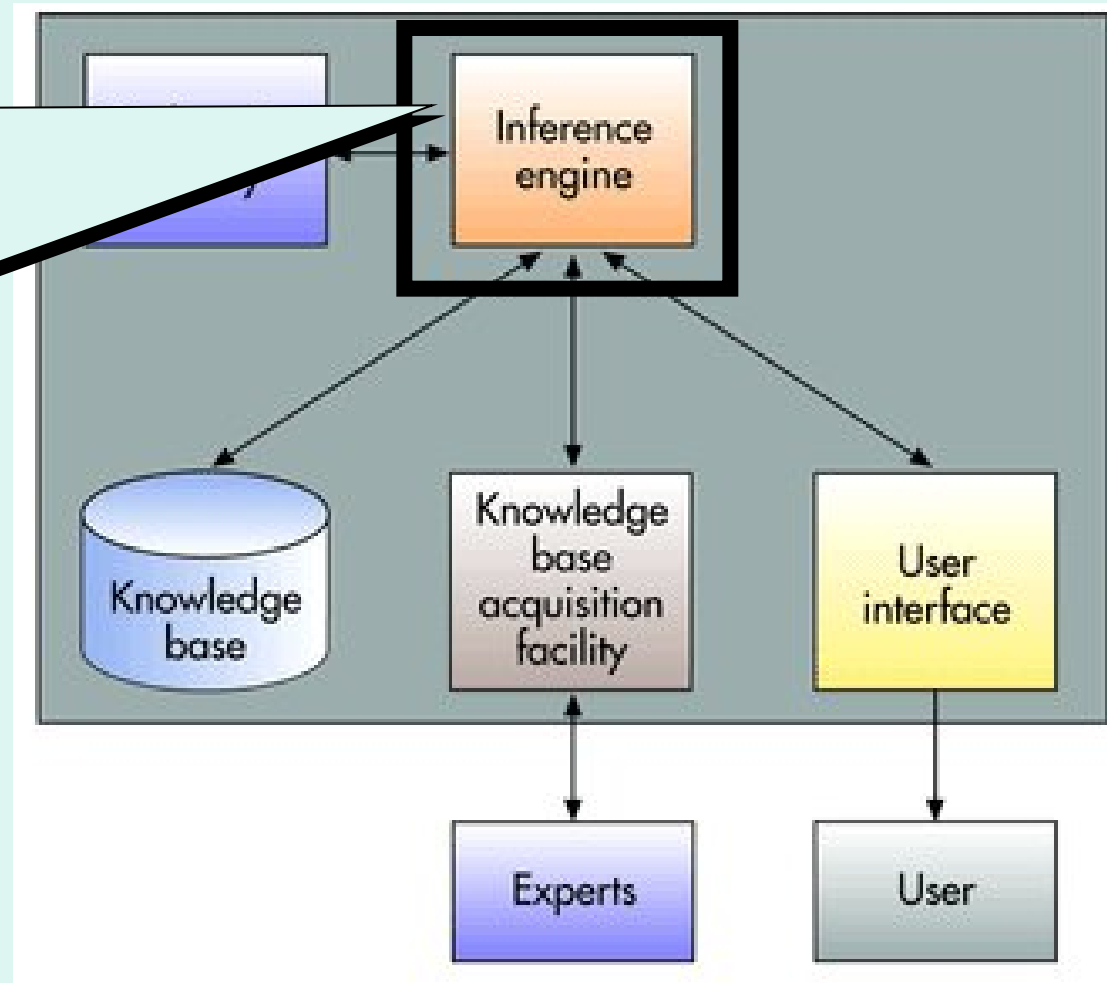 Inference
engine
Knowledge
base
Knowledge
base
acquisition
facility
User
interface
Experts
User